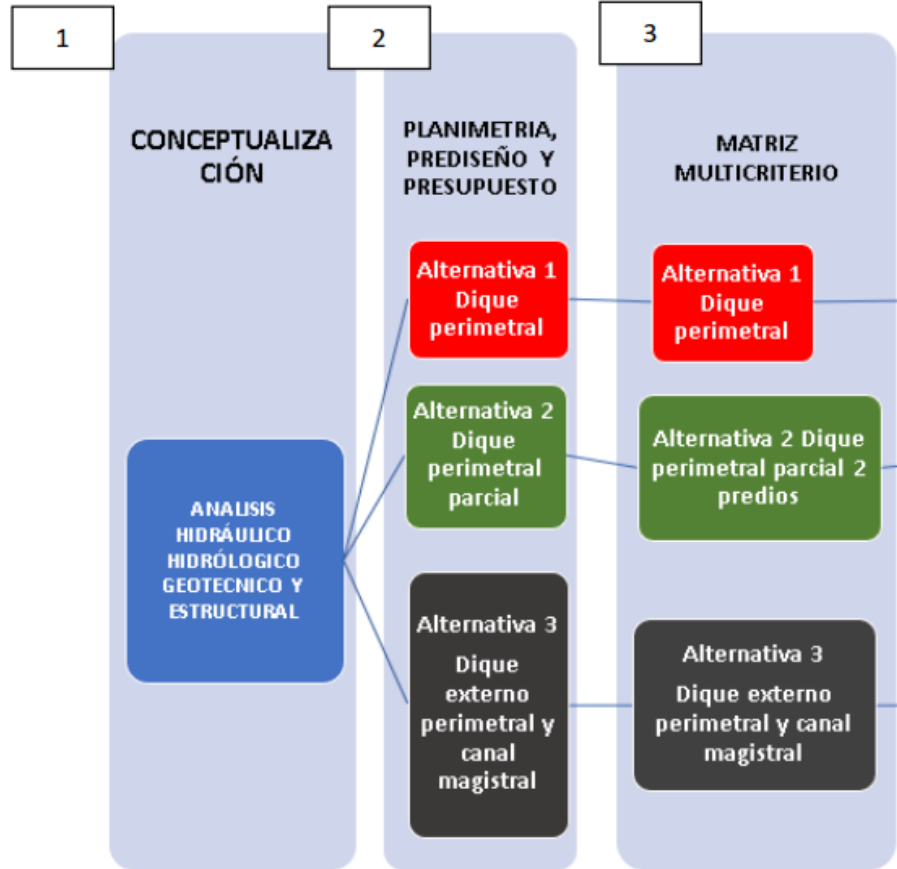 1
2
3
CONCEPTUALIZA
CIÓN
PLANIMETRIA,
PREDISEÑO Y
PRESUPUESTO
MATRIZ
MULTICRITERIO
ANALISIS
HIDRÁULICO
HIDRÓLOGICO
GEOTECNICO Y
ESTRUCTURAL
Alternativa 1
Dique
perimetral
Alternativa 2
Dique
perimetral
parcial
Alternativa 3
Dique
externo
perimetral y
canal
magistral
Alternativa 1
Dique
perimetral
Alternativa 2 Dique
perimetral parcial 2
predios
Alternativa 3
Dique externo
perimetral y canal
magistral